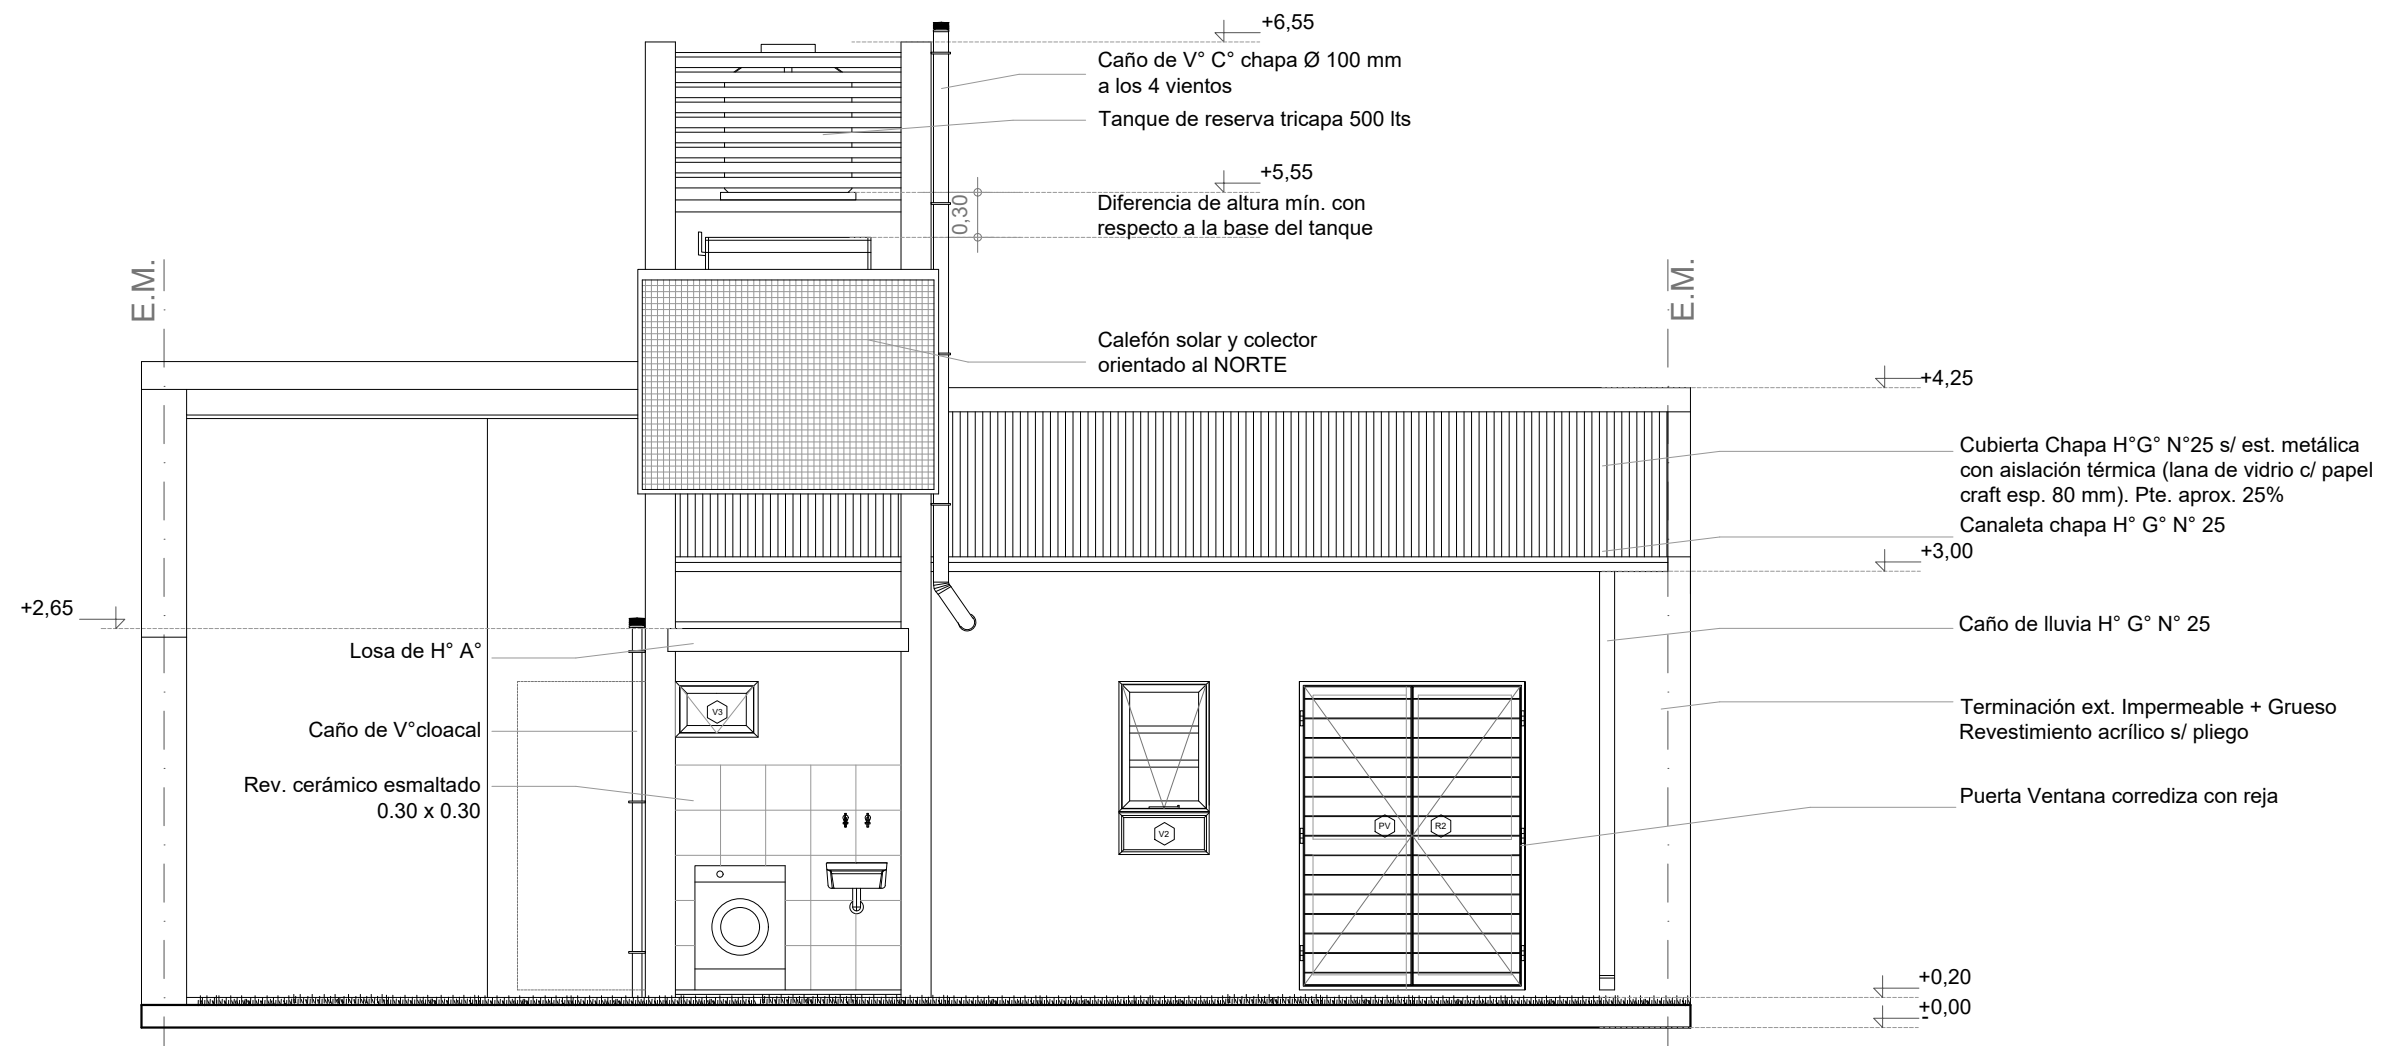 +6,55
Caño de V° C° chapa Ø 100 mm
a los 4 vientos
Tanque de reserva tricapa 500 lts
+5,55
0,30
Diferencia de altura mín. con
respecto a la base del tanque
E.M.
E.M.
Calefón solar y colector
orientado al NORTE
+4,25
Cubierta Chapa H°G° N°25 s/ est. metálica
con aislación térmica (lana de vidrio c/ papel
craft esp. 80 mm). Pte. aprox. 25%
Canaleta chapa H° G° N° 25
+3,00
+2,65
Losa de H° A°
Caño de lluvia H° G° N° 25
V3
Caño de V°cloacal
Terminación ext. Impermeable + Grueso
Revestimiento acrílico s/ pliego
Rev. cerámico esmaltado
0.30 x 0.30
Puerta Ventana corrediza con reja
V2
PV
R2
+0,20
+0,00
-